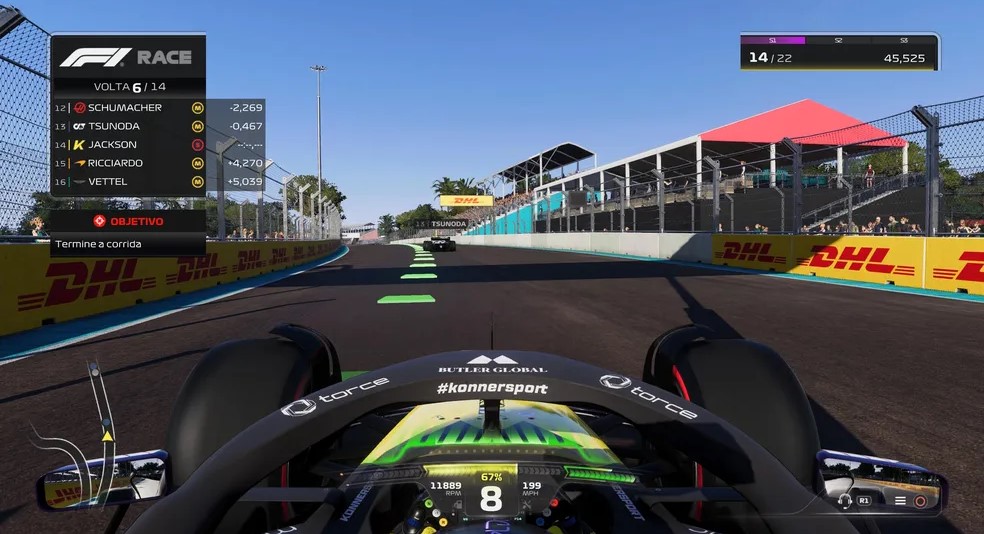 F1 RACE
VOLTA 6 / 14
12 SCHUMACHER M -2,269
13 TSUNODA M -0,467
14 JACKSON S --:--,---
15 RICCIARDO M +4,270
16 VETTEL M +5,039
OBJETIVO
Termine a corrida
S1 S2 S3
14 / 22 45,525
DHL
13 TSUNODA
DHL DHL DHL
DHL DHL
BUTLER GLOBAL
#konnersport
torce torce
67%
11889 8 199
RPM MPH
R1